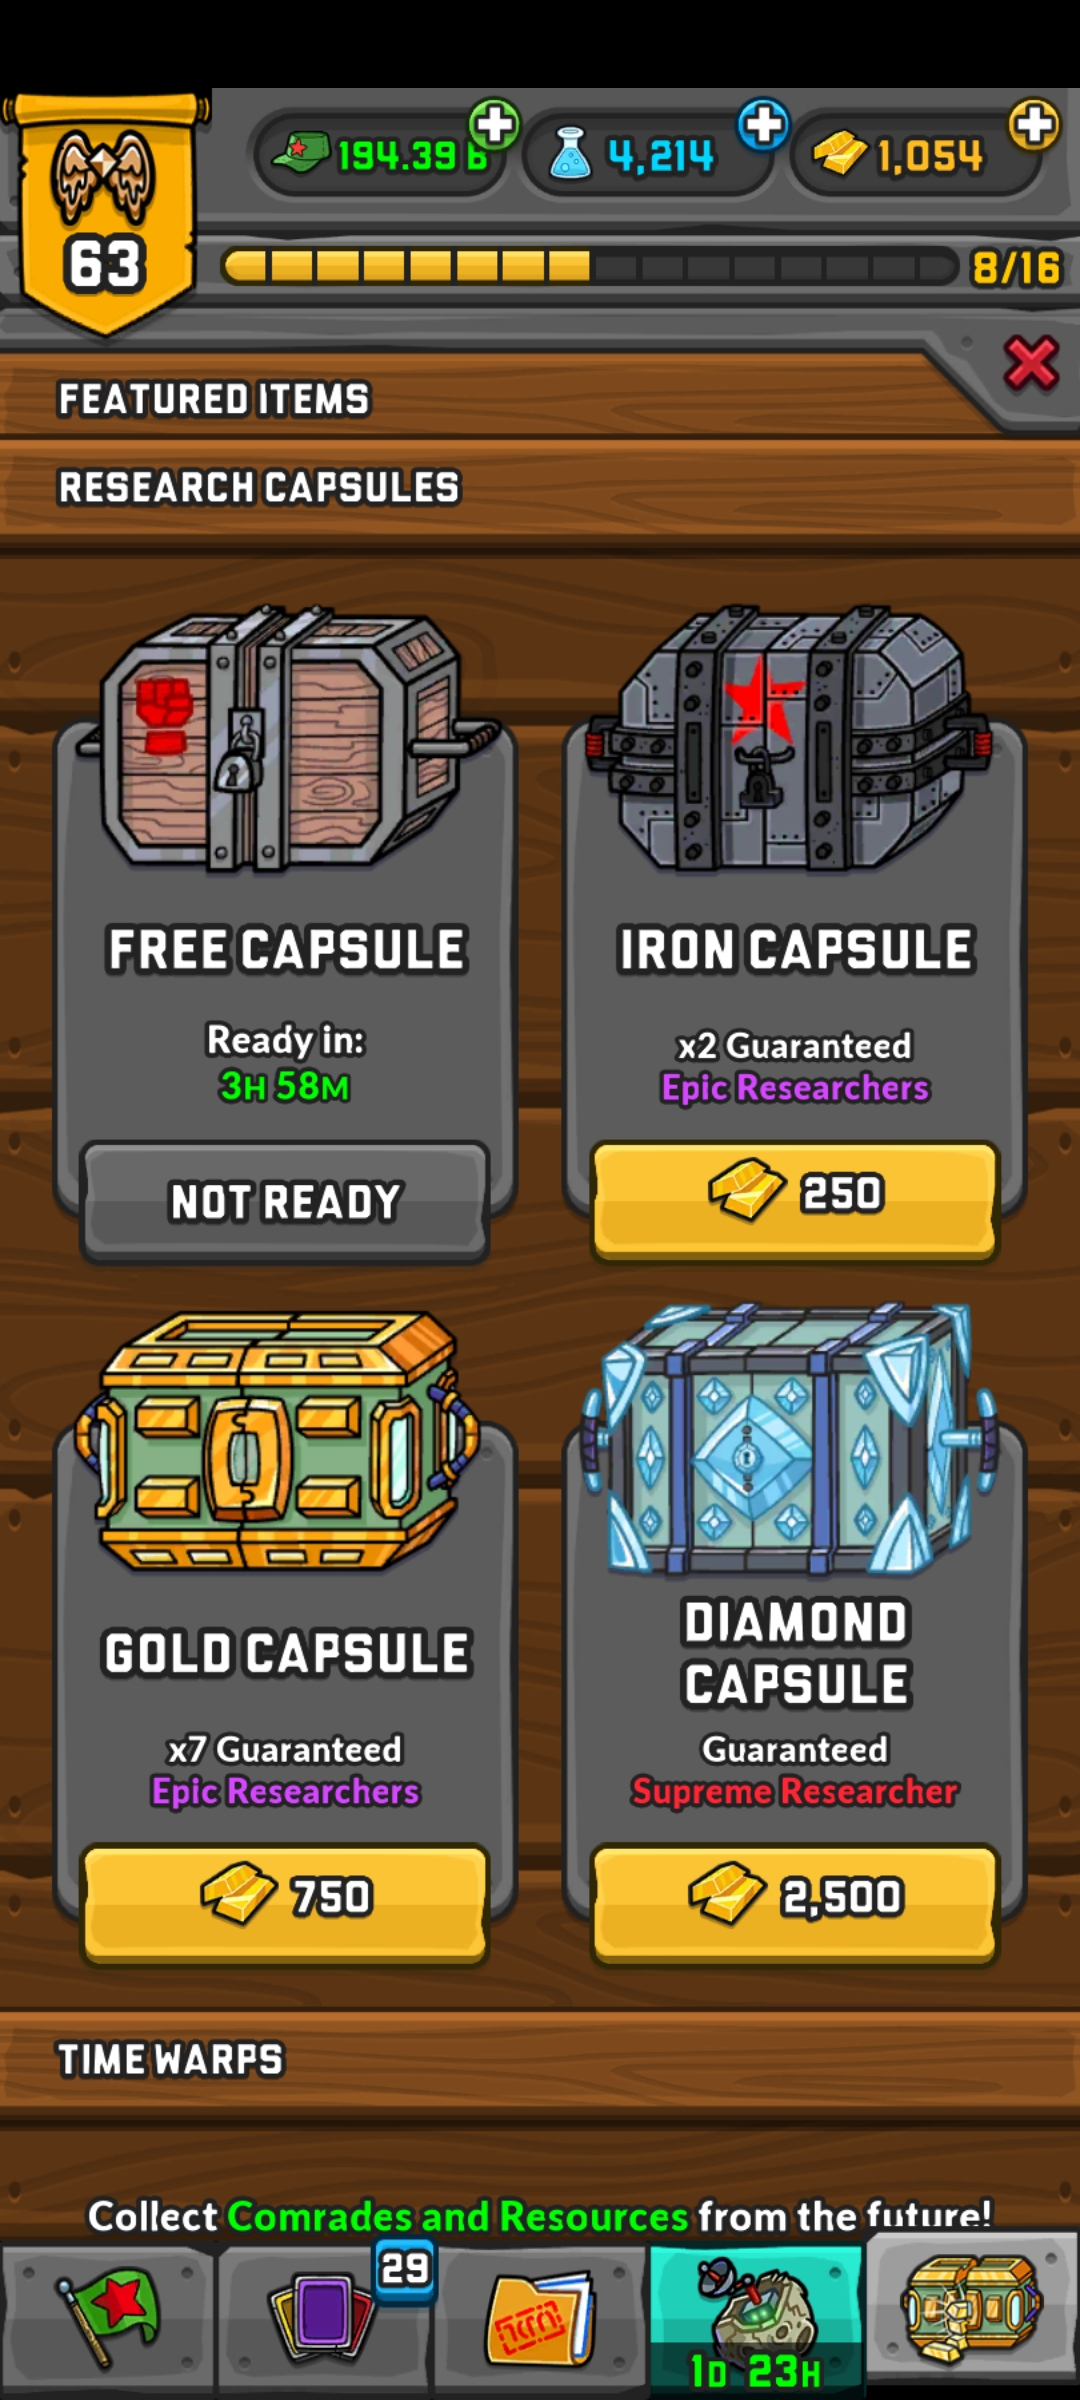 194.39 B
4,214
1,054
63
8/16
FEATURED ITEMS
RESEARCH CAPSULES
FREE CAPSULE
Ready in:
3H 58M
NOT READY
IRON CAPSULE
x2 Guaranteed
Epic Researchers
250
GOLD CAPSULE
x7 Guaranteed
Epic Researchers
750
DIAMOND
CAPSULE
Guaranteed
Supreme Researcher
2,500
TIME WARPS
Collect Comrades and Resources from the future!
29
1D 23H